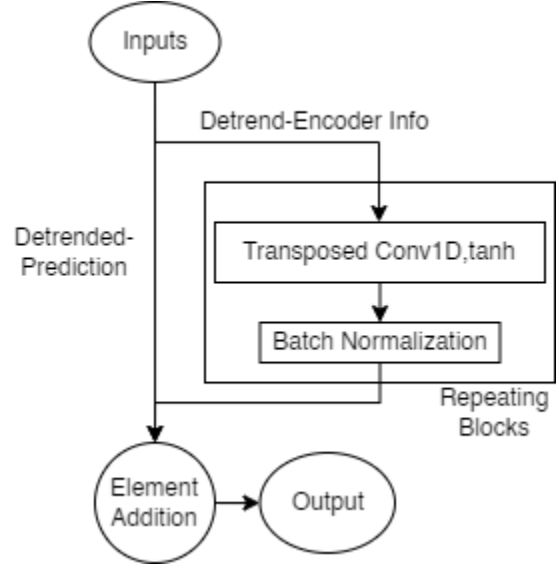 Inputs
Detrend-Encoder Info
Detrended-
Prediction
Transposed Conv1D,tanh
Batch Normalization
Repeating
Blocks
Element
Addition
Output